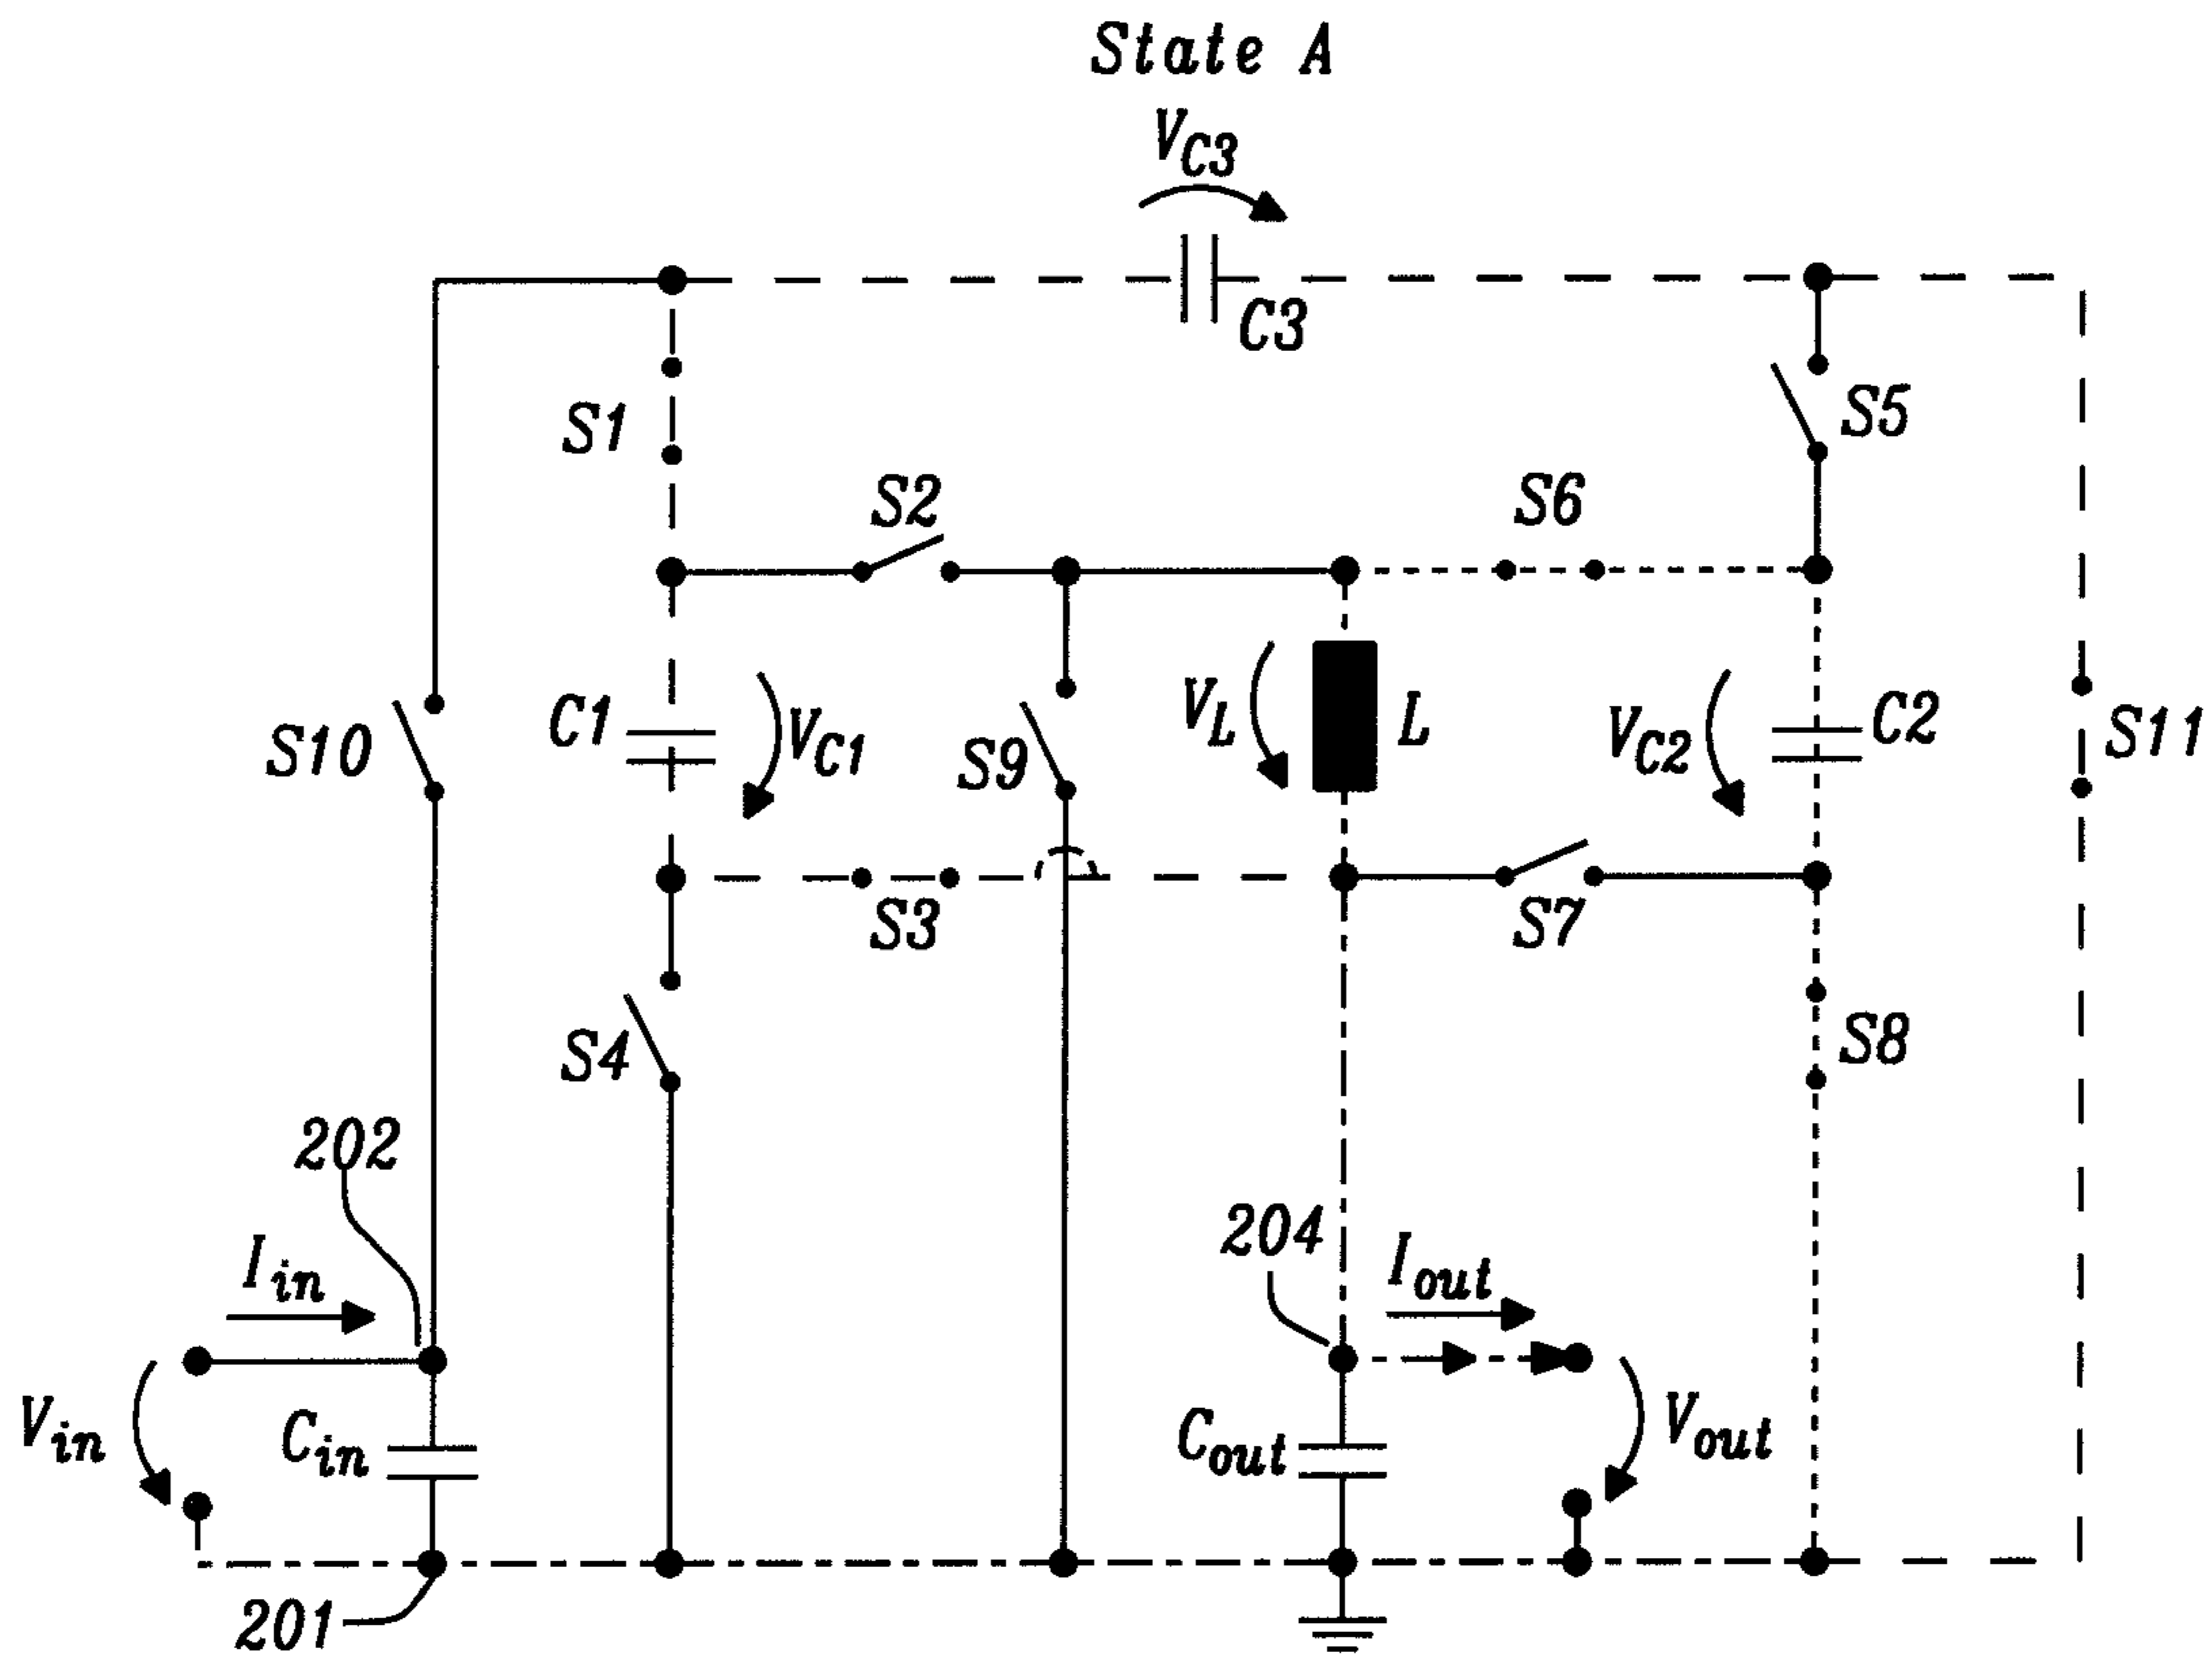 State A
VC3
C3
S1
S5
S2
S6
S10
C1
VC1
S9
VL
L
VC2
C2
S11
S3
S7
S4
S8
202
204
Iin
Iout
Vin
Cin
Cout
Vout
201